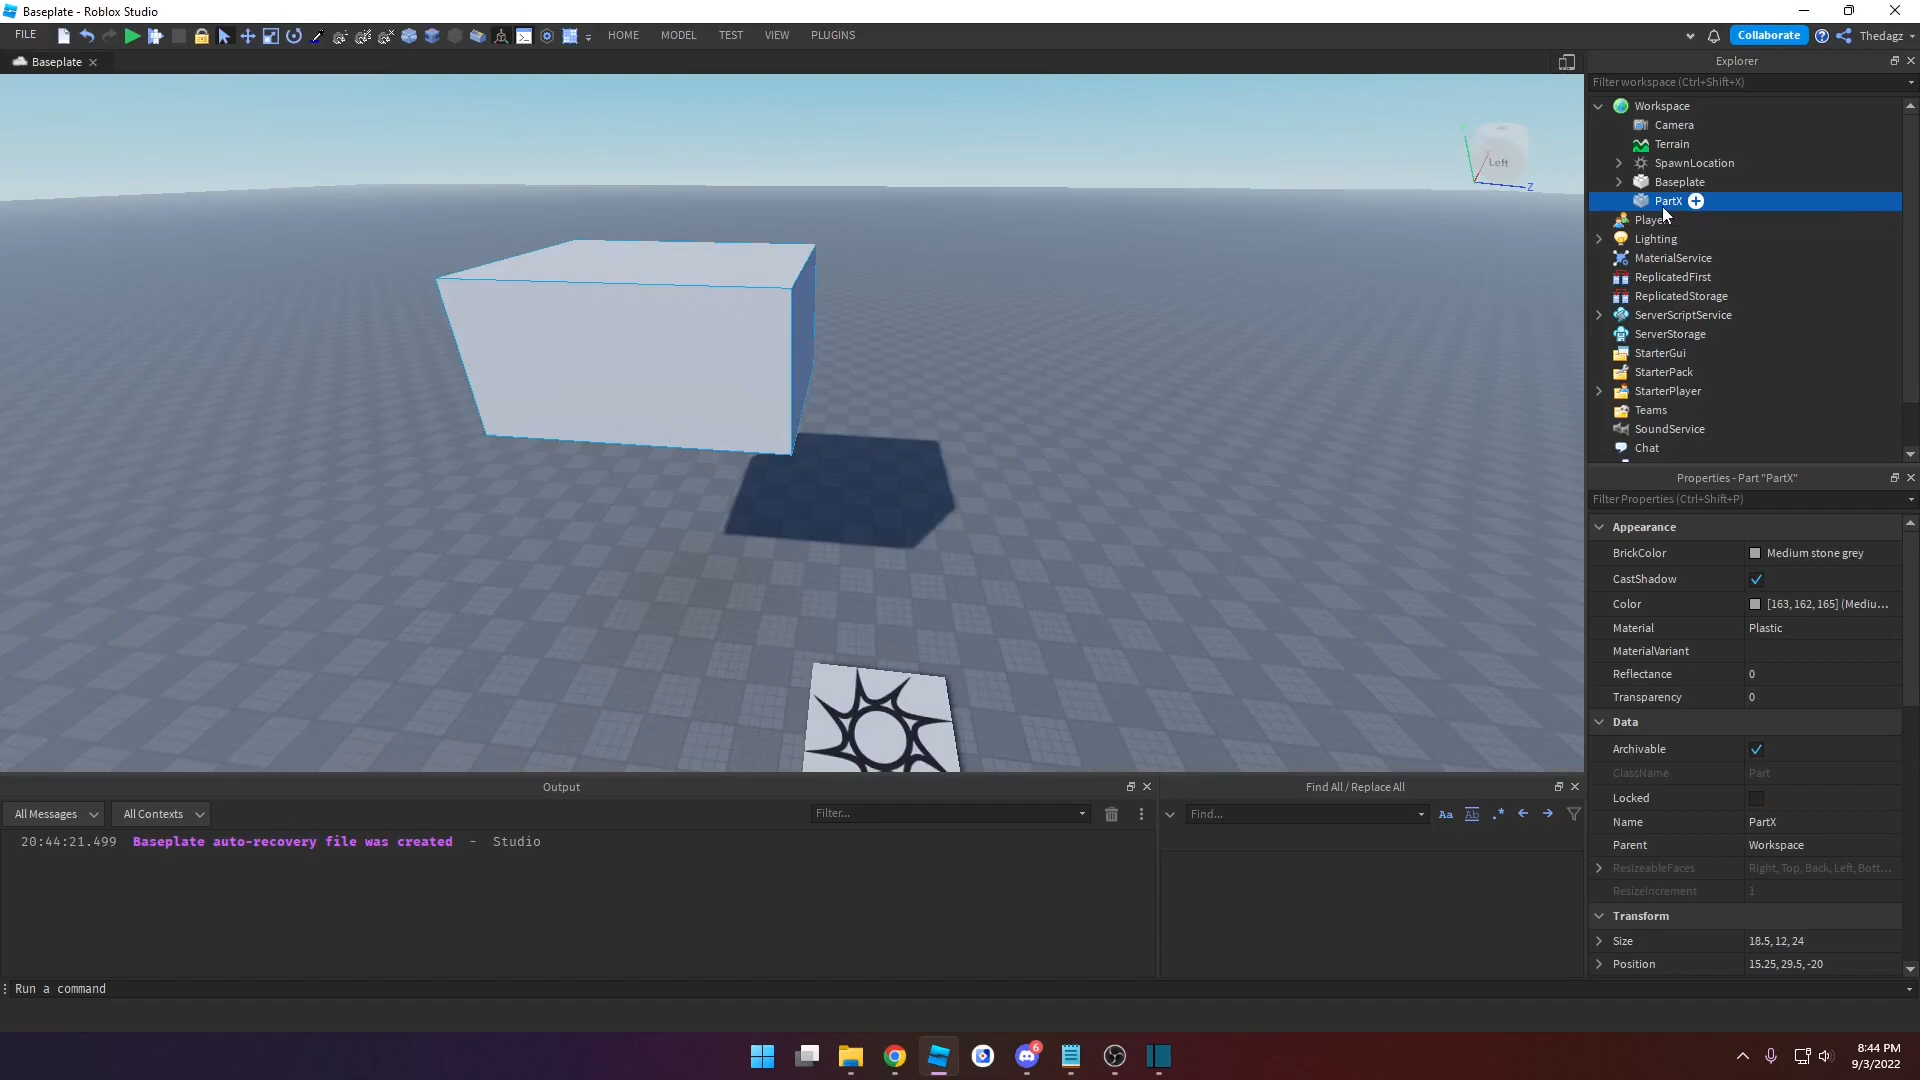 Baseplate - Roblox Studio
FILE
HOME
MODEL
TEST
VIEW
PLUGINS
Collaborate
Thedagz
Baseplate
Left
Z
Explorer
Filter workspace (Ctrl+Shift+X)
Workspace
Camera
Terrain
SpawnLocation
Baseplate
PartX
Lighting
MaterialService
ReplicatedFirst
ReplicatedStorage
ServerScriptService
ServerStorage
StarterGui
StarterPack
StarterPlayer
Teams
SoundService
Chat
Properties - Part "PartX"
Filter Properties (Ctrl+Shift+P)
Appearance
BrickColor Medium stone grey
CastShadow
Color [163, 162, 165] (Mediu...
Material Plastic
MaterialVariant
Reflectance 0
Transparency 0
Data
Archivable
ClassName Part
Locked
Name PartX
Parent Workspace
ResizeableFaces Right, Top, Back, Left, Bott...
ResizeIncrement 1
Transform
Size 18.5, 12, 24
Position 15.25, 29.5, -20
Output
All Messages
All Contexts
Filter...
20:44:21.499 Baseplate auto-recovery file was created - Studio
Find All / Replace All
Find...
Aa
Ab
.*
Run a command
6
8:44 PM
9/3/2022